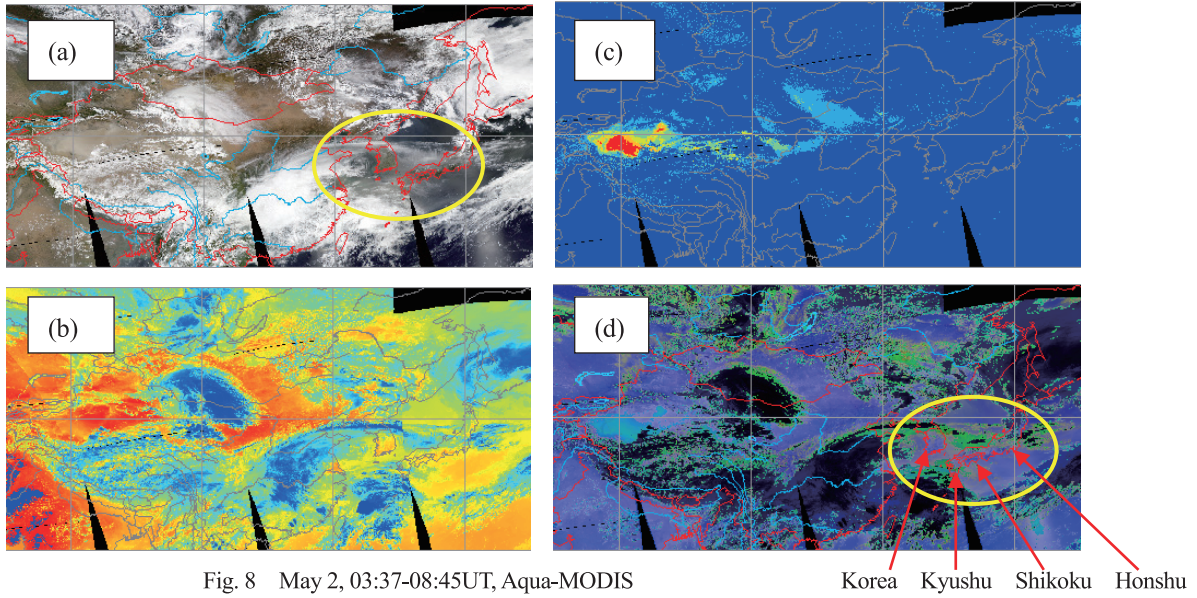 (a)
(c)
(b)
(d)
Fig. 8 May 2, 03:37-08:45UT, Aqua-MODIS
Korea Kyushu Shikoku Honshu